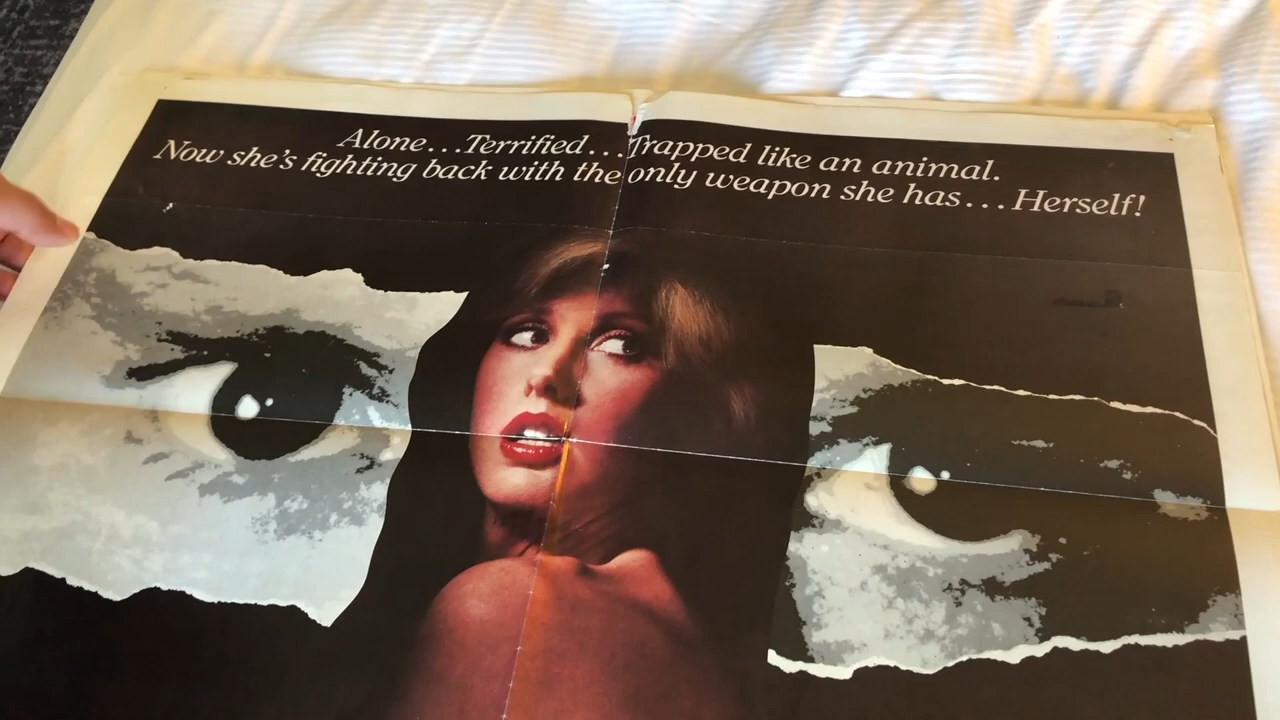 Alone...Terrified...Trapped like an animal.
Now she's fighting back with the only weapon she has...Herself!